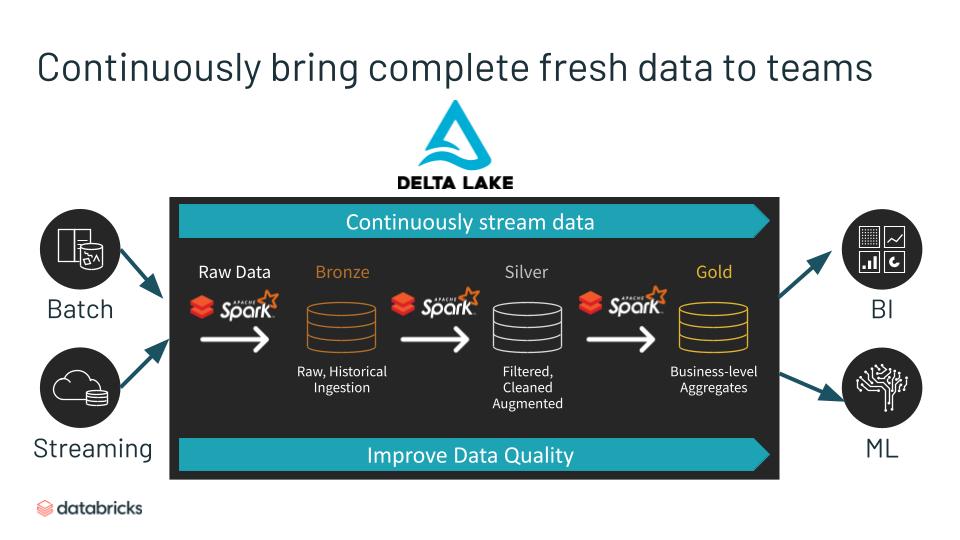 Continuously bring complete fresh data to teams
DELTA LAKE
Continuously stream data
Raw Data
Bronze
Silver
Gold
APACHE
Spark
APACHE
Spark
APACHE
Spark
Raw, Historical
Ingestion
Filtered,
Cleaned
Augmented
Business-level
Aggregates
Improve Data Quality
Batch
Streaming
BI
ML
databricks